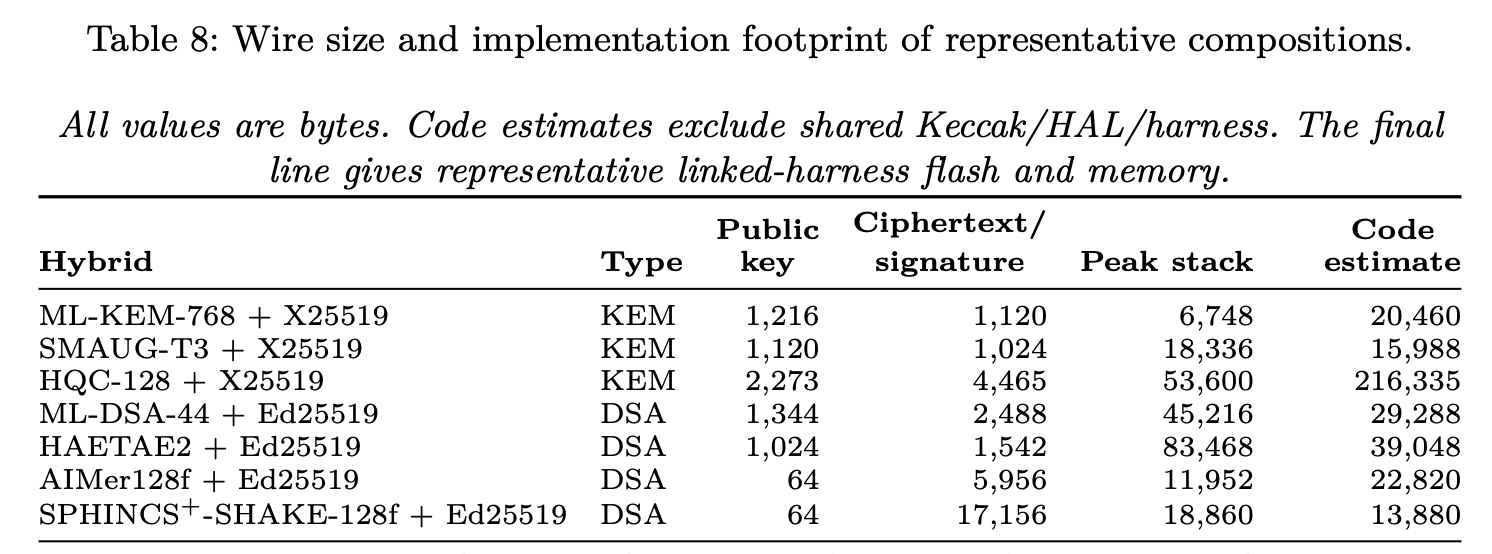 Table 8: Wire size and implementation footprint of representative compositions.
All values are bytes. Code estimates exclude shared Keccak/HAL/harness. The final
line gives representative linked-harness flash and memory.
Hybrid Type Public key Ciphertext/ signature Peak stack Code estimate
ML-KEM-768 + X25519 KEM 1,216 1,120 6,748 20,460
SMAUG-T3 + X25519 KEM 1,120 1,024 18,336 15,988
HQC-128 + X25519 KEM 2,273 4,465 53,600 216,335
ML-DSA-44 + Ed25519 DSA 1,344 2,488 45,216 29,288
HAETAE2 + Ed25519 DSA 1,024 1,542 83,468 39,048
AIMer128f + Ed25519 DSA 64 5,956 11,952 22,820
SPHINCS⁺-SHAKE-128f + Ed25519 DSA 64 17,156 18,860 13,880